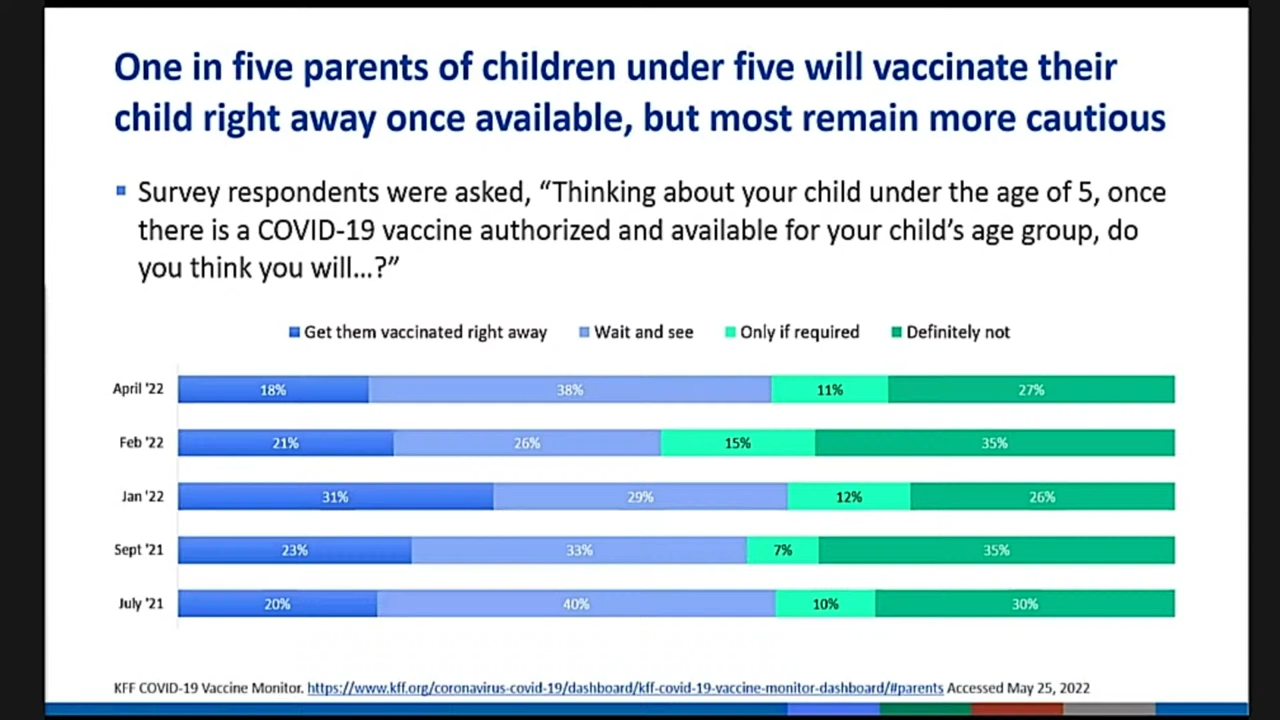 One in five parents of children under five will vaccinate their
child right away once available, but most remain more cautious
Survey respondents were asked, “Thinking about your child under the age of 5, once
there is a COVID-19 vaccine authorized and available for your child’s age group, do
you think you will...?”
Get them vaccinated right away Wait and see Only if required Definitely not
April '22 18% 38% 11% 27%
Feb '22 21% 26% 15% 35%
Jan '22 31% 29% 12% 26%
Sept '21 23% 33% 7% 35%
July '21 20% 40% 10% 30%
KFF COVID-19 Vaccine Monitor. https://www.kff.org/coronavirus-covid-19/dashboard/kff-covid-19-vaccine-monitor-dashboard/#parents Accessed May 25, 2022